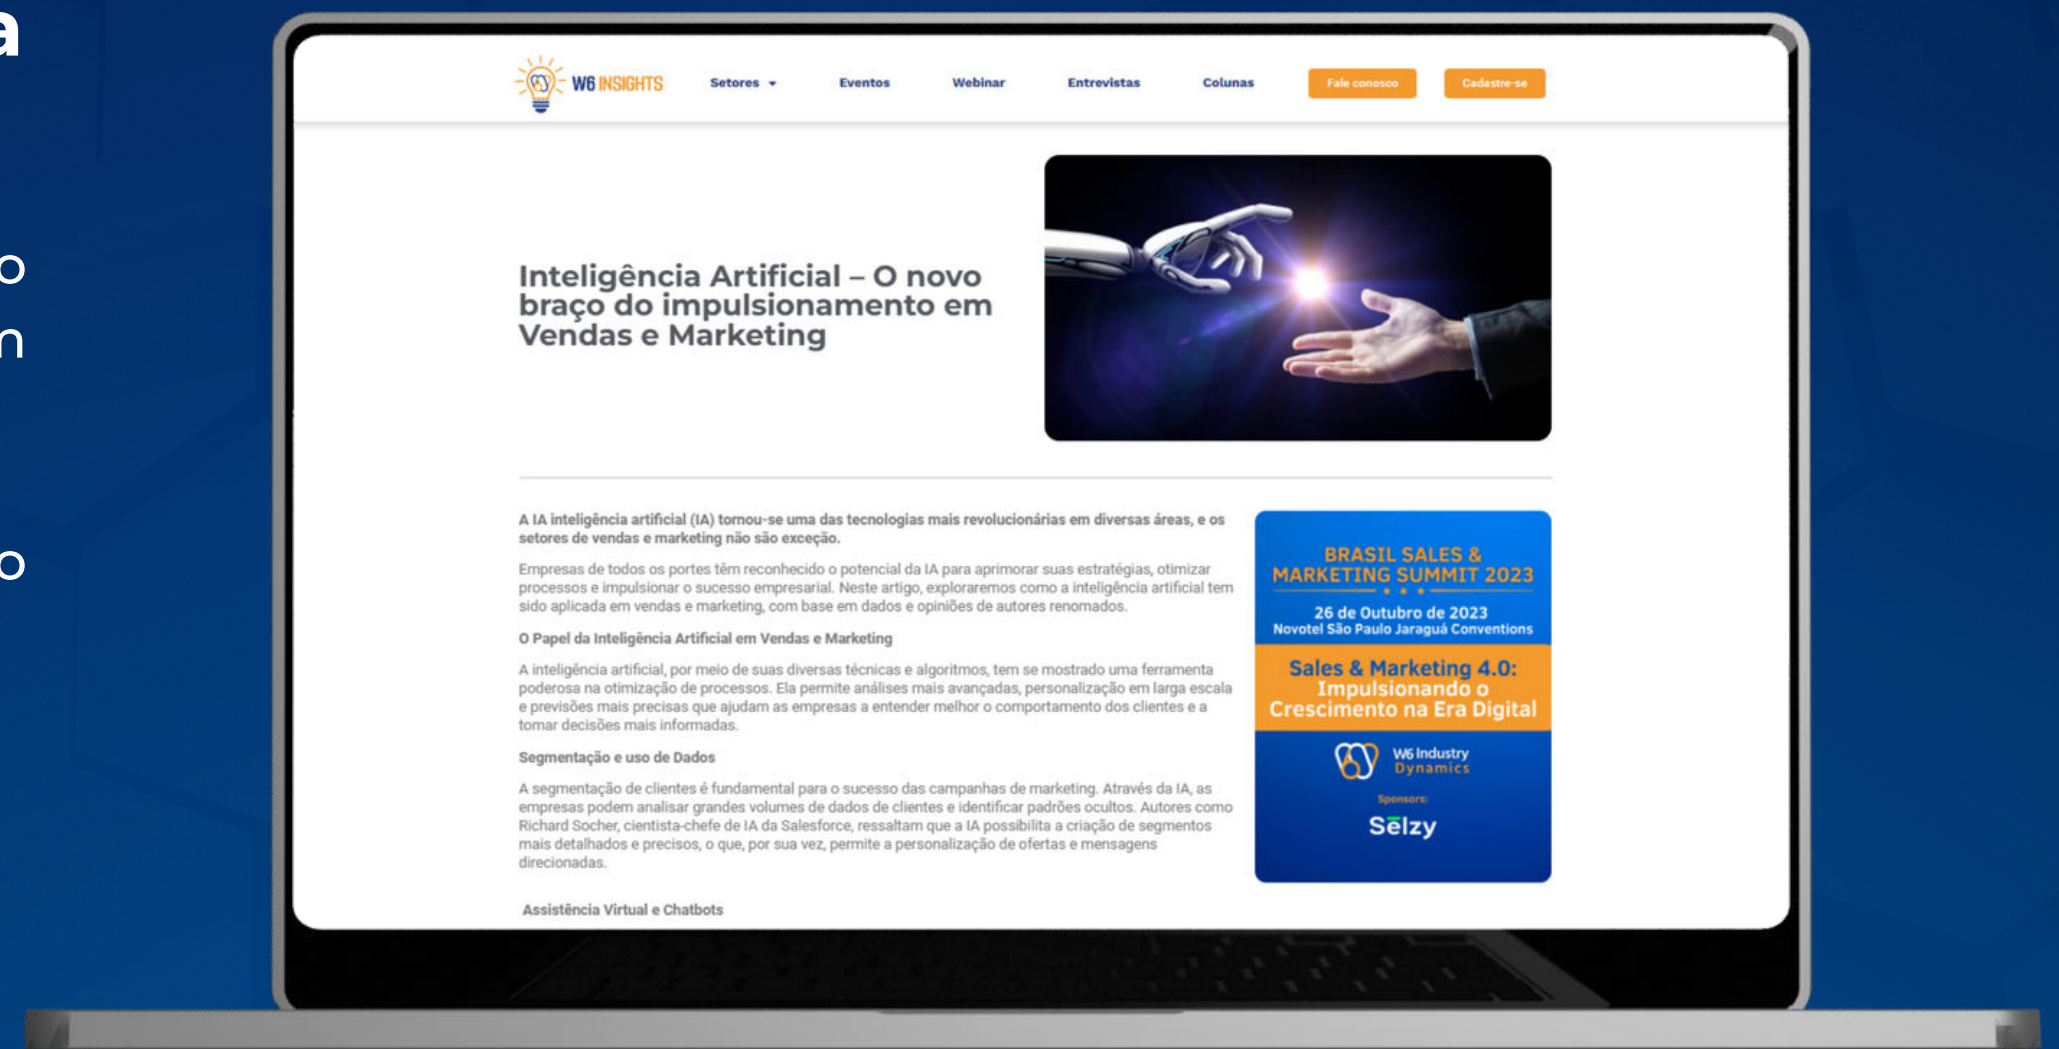 a
o
m
o
W6 INSIGHTS
Setores
Eventos
Webinar
Entrevistas
Colunas
Fale conosco
Cadastre-se
Inteligência Artificial – O novo
braço do impulsionamento em
Vendas e Marketing
A IA inteligência artificial (IA) tornou-se uma das tecnologias mais revolucionárias em diversas áreas, e os
setores de vendas e marketing não são exceção.
Empresas de todos os portes têm reconhecido o potencial da IA para aprimorar suas estratégias, otimizar
processos e impulsionar o sucesso empresarial. Neste artigo, exploraremos como a inteligência artificial tem
sido aplicada em vendas e marketing, com base em dados e opiniões de autores renomados.
O Papel da Inteligência Artificial em Vendas e Marketing
A inteligência artificial, por meio de suas diversas técnicas e algoritmos, tem se mostrado uma ferramenta
poderosa na otimização de processos. Ela permite análises mais avançadas, personalização em larga escala
e previsões mais precisas que ajudam as empresas a entender melhor o comportamento dos clientes e a
tomar decisões mais informadas.
Segmentação e uso de Dados
A segmentação de clientes é fundamental para o sucesso das campanhas de marketing. Através da IA, as
empresas podem analisar grandes volumes de dados de clientes e identificar padrões ocultos. Autores como
Richard Socher, cientista-chefe de IA da Salesforce, ressaltam que a IA possibilita a criação de segmentos
mais detalhados e precisos, o que, por sua vez, permite a personalização de ofertas e mensagens
direcionadas.
Assistência Virtual e Chatbots
BRASIL SALES &
MARKETING SUMMIT 2023
26 de Outubro de 2023
Novotel São Paulo Jaraguá Conventions
Sales & Marketing 4.0:
Impulsionando o
Crescimento na Era Digital
W6 Industry
Dynamics
Sponsors:
Sēlzy